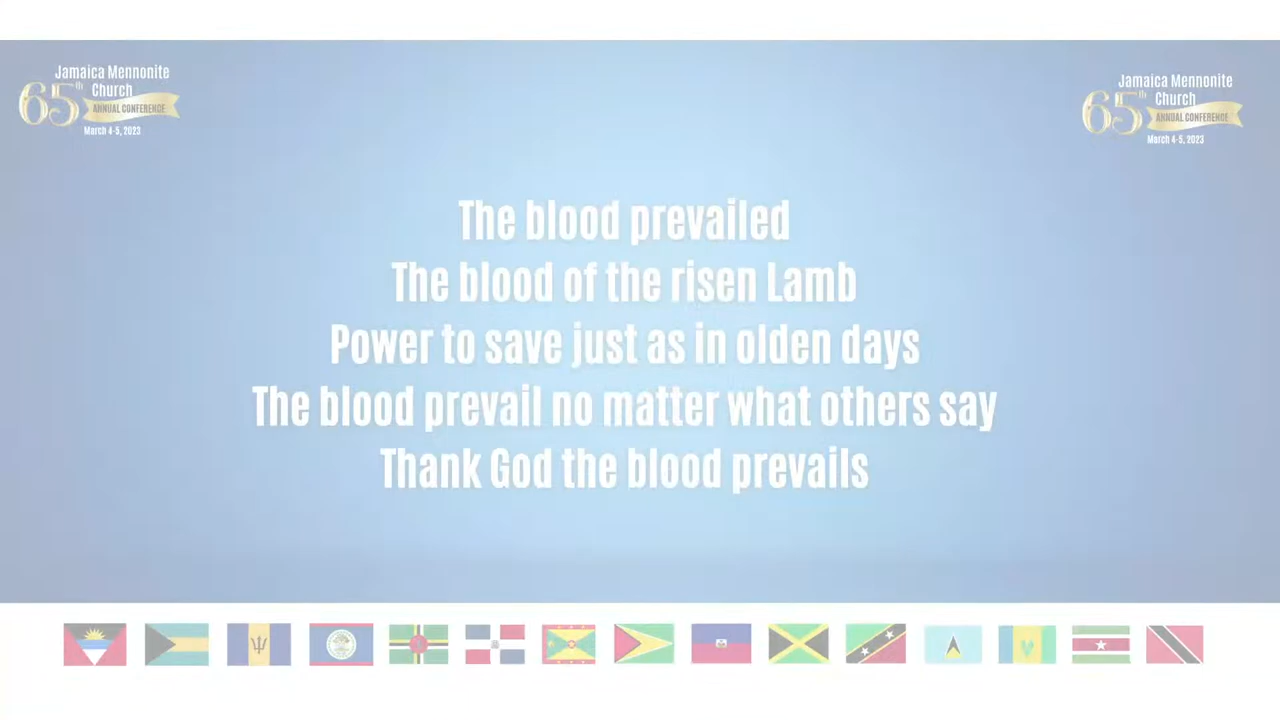 Jamaica Mennonite
Church
65th
ANNUAL CONFERENCE
March 4-5, 2023
Jamaica Mennonite
Church
65th
ANNUAL CONFERENCE
March 4-5, 2023
The blood prevailed
The blood of the risen Lamb
Power to save just as in olden days
The blood prevail no matter what others say
Thank God the blood prevails